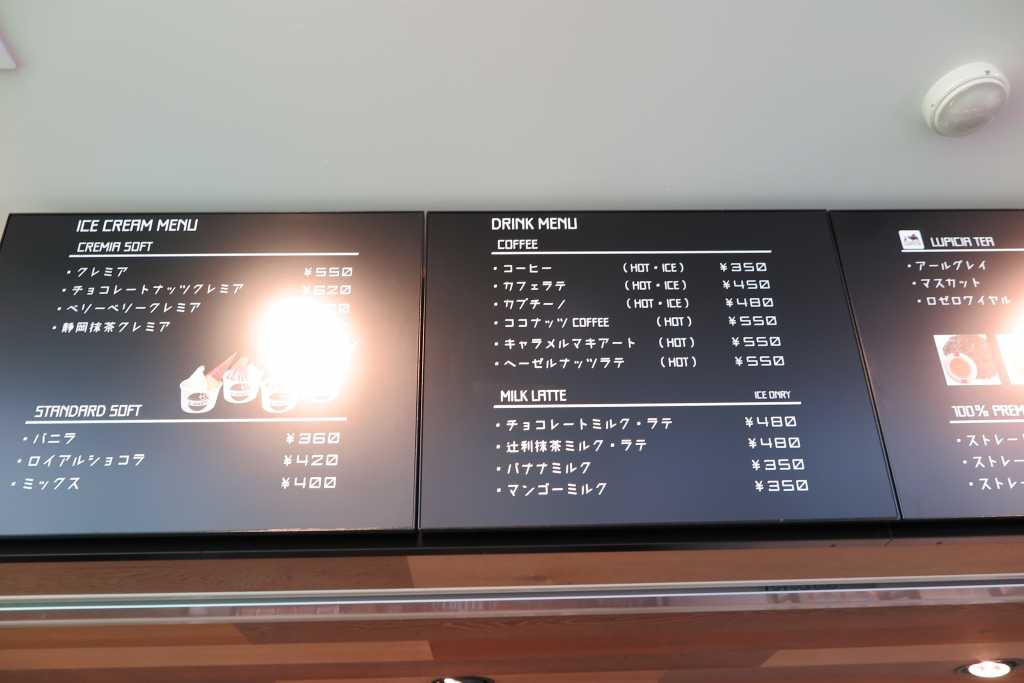 ICE CREAM MENU
CREMIA SOFT
・クレミア ¥550
・チョコレートナッツクレミア ¥620
・ベリーベリークレミア
・静岡抹茶クレミア
STANDARD SOFT
・バニラ ¥360
・ロイアルショコラ ¥420
・ミックス ¥400
DRINK MENU
COFFEE
・コーヒー (HOT・ICE) ¥350
・カフェラテ (HOT・ICE) ¥450
・カプチーノ (HOT・ICE) ¥480
・ココナッツ COFFEE (HOT) ¥550
・キャラメルマキアート (HOT) ¥550
・ヘーゼルナッツラテ (HOT) ¥550
MILK LATTE ICE ONRY
・チョコレートミルク・ラテ ¥480
・辻利抹茶ミルク・ラテ ¥480
・バナナミルク ¥350
・マンゴーミルク ¥350
LUPICIA TEA
・アールグレイ
・マスカット
・ロゼロワイヤル
100% PREM
・ストレー
・ストレー
・ストレ